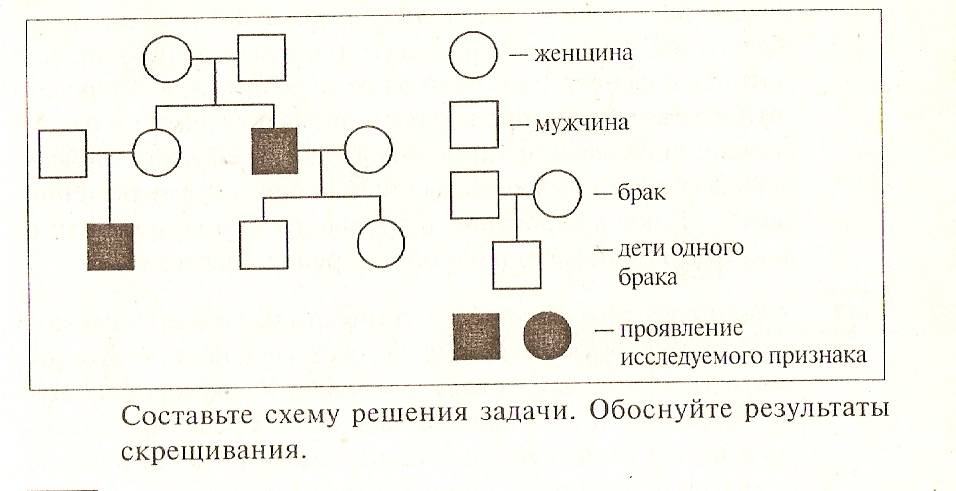 — женщина
— мужчина
— брак
— дети одного
брака
— проявление
исследуемого признака
Составьте схему решения задачи. Обоснуйте результаты
скрещивания.